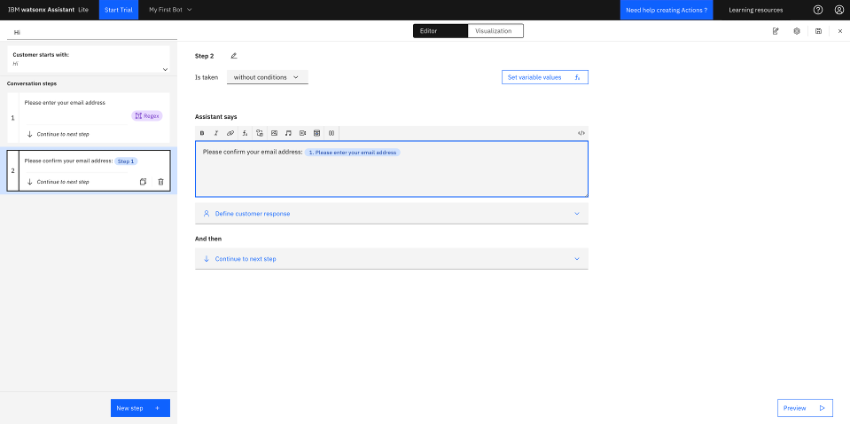 IBM watsonx Assistant Lite
Start Trial
My First Bot
Need help creating Actions ?
Learning resources
Hi
Editor
Visualization
Customer starts with:
Hi
Conversation steps
1
Please enter your email address
Regex
Continue to next step
2
Please confirm your email address: Step 1
Continue to next step
New step +
Step 2
Is taken
without conditions
Set variable values fx
Assistant says
B I fx </>
Please confirm your email address: 1. Please enter your email address
Define customer response
And then
Continue to next step
Preview